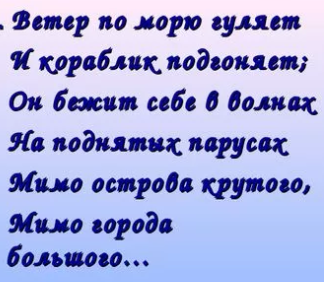 . Ветер по морю гуляет
И кораблик подгоняет;
Он бежит себе в волнах
На поднятых парусах
Мимо острова крутого,
Мимо города
большого...